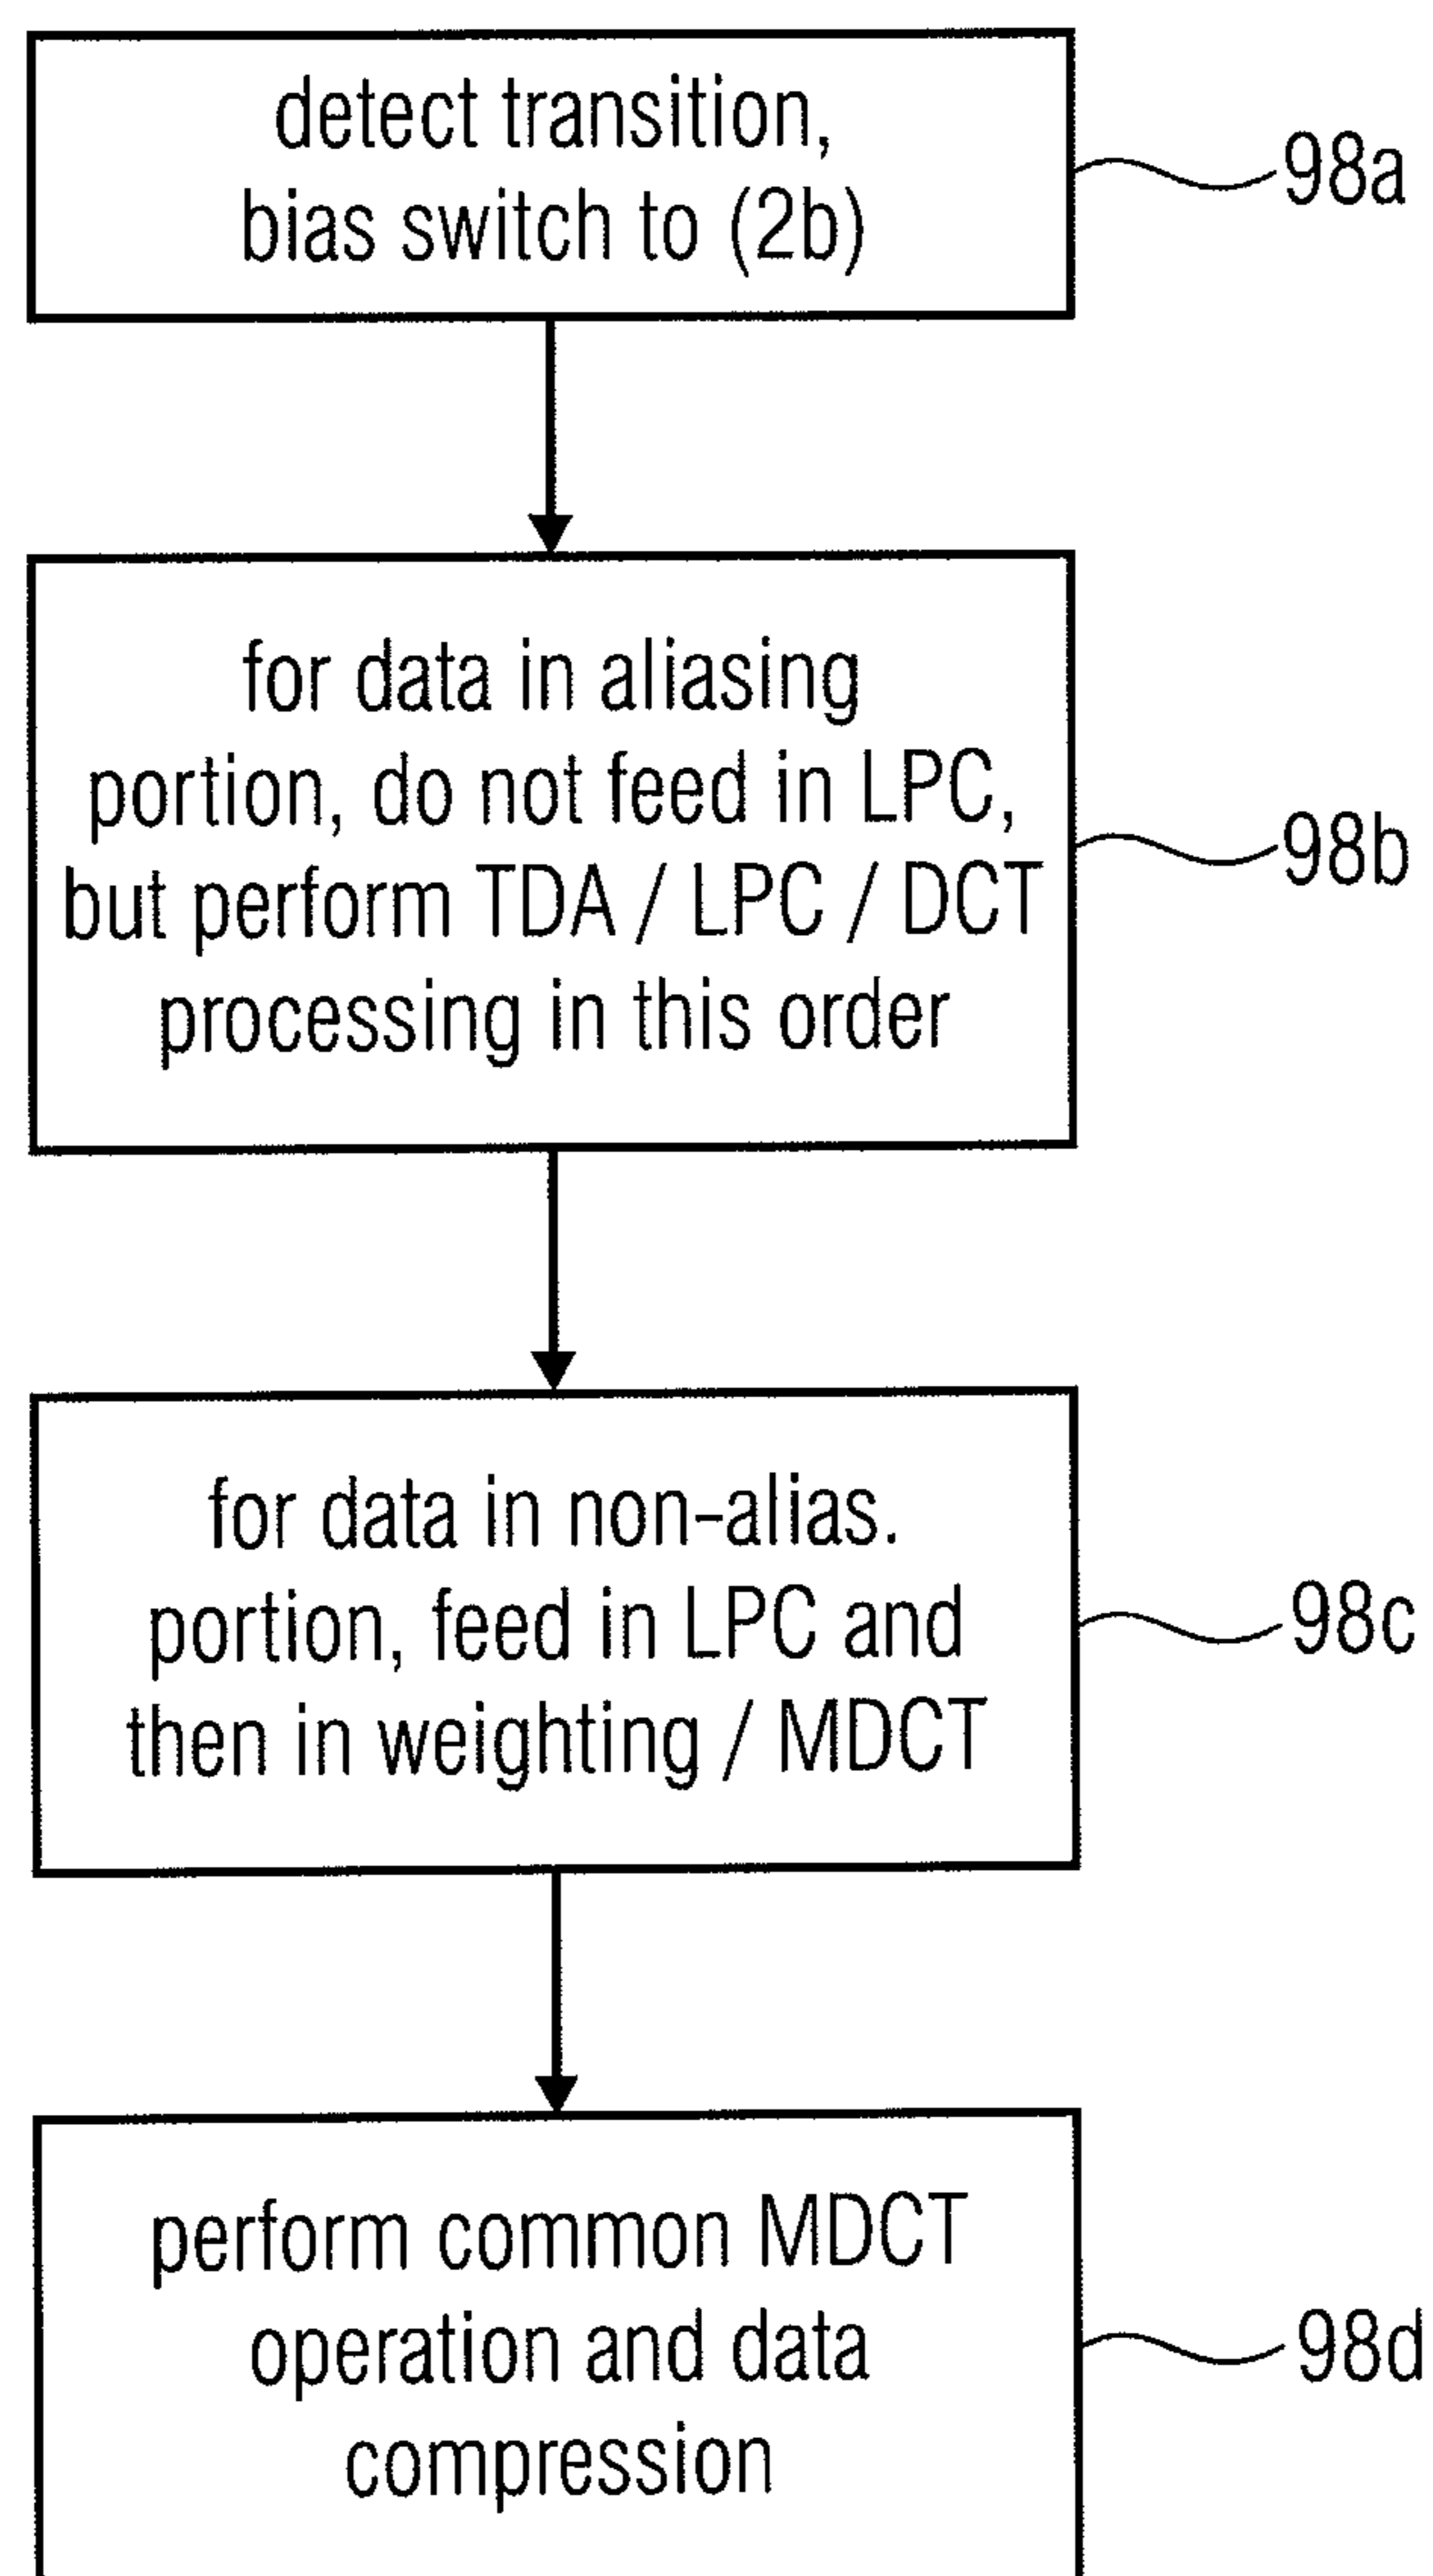 detect transition,
bias switch to (2b)
98a
for data in aliasing
portion, do not feed in LPC,
but perform TDA / LPC / DCT
processing in this order
98b
for data in non-alias.
portion, feed in LPC and
then in weighting / MDCT
98c
perform common MDCT
operation and data
compression
98d